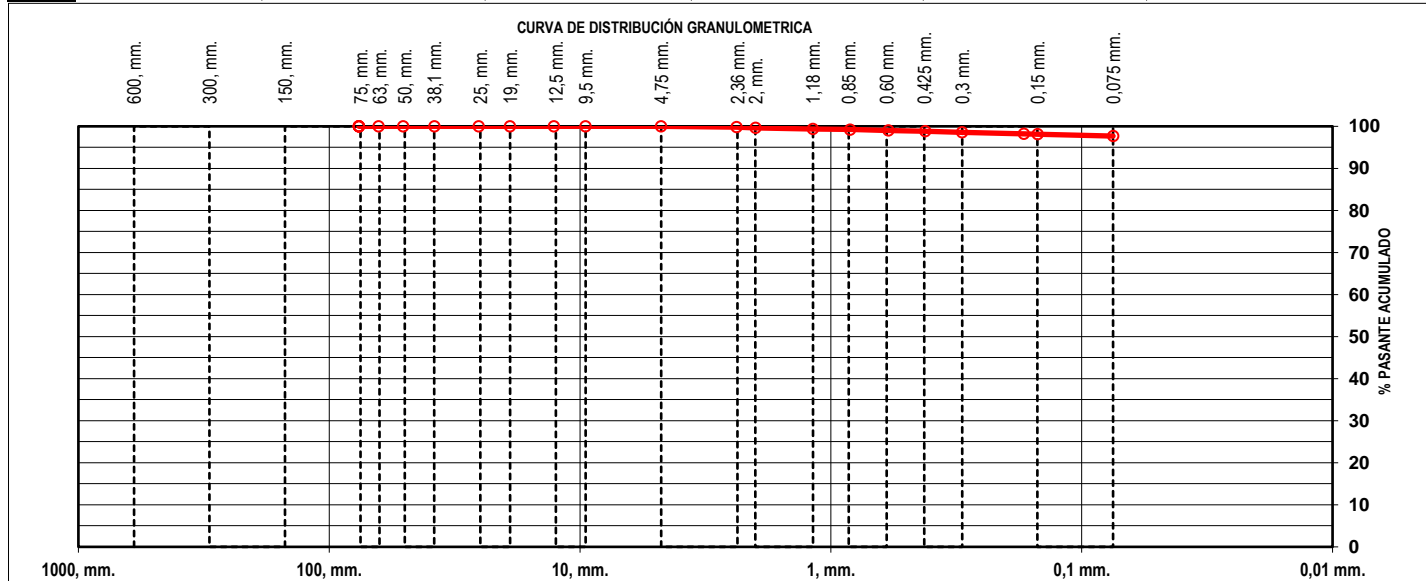 CURVA DE DISTRIBUCIÓN GRANULOMETRICA
600, mm.
300, mm.
150, mm.
75, mm.
63, mm.
50, mm.
38,1 mm.
25, mm.
19, mm.
12,5 mm.
9,5 mm.
4,75 mm.
2,36 mm.
2, mm.
1,18 mm.
0,85 mm.
0,60 mm.
0,425 mm.
0,3 mm.
0,15 mm.
0,075 mm.
100
90
80
70
60
50
40
30
20
10
0
% PASANTE ACUMULADO
1000, mm.
100, mm.
10, mm.
1, mm.
0,1 mm.
0,01 mm.